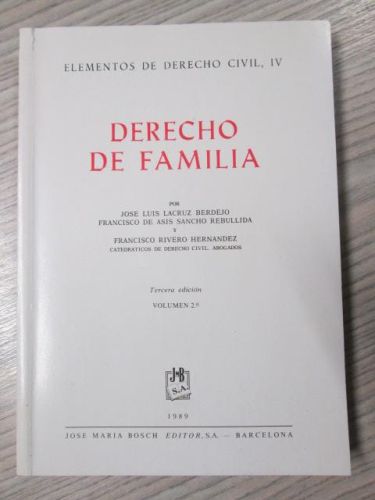 ELEMENTOS DE DERECHO CIVIL, IV
DERECHO
DE FAMILIA
POR
JOSE LUIS LACRUZ BERDEJO
FRANCISCO DE ASIS SANCHO REBULLIDA
Y
FRANCISCO RIVERO HERNANDEZ
CATEDRATICOS DE DERECHO CIVIL. ABOGADOS
Tercera edición
VOLUMEN 2.º
J B
S.A.
1989
JOSE MARIA BOSCH EDITOR, S.A. — BARCELONA